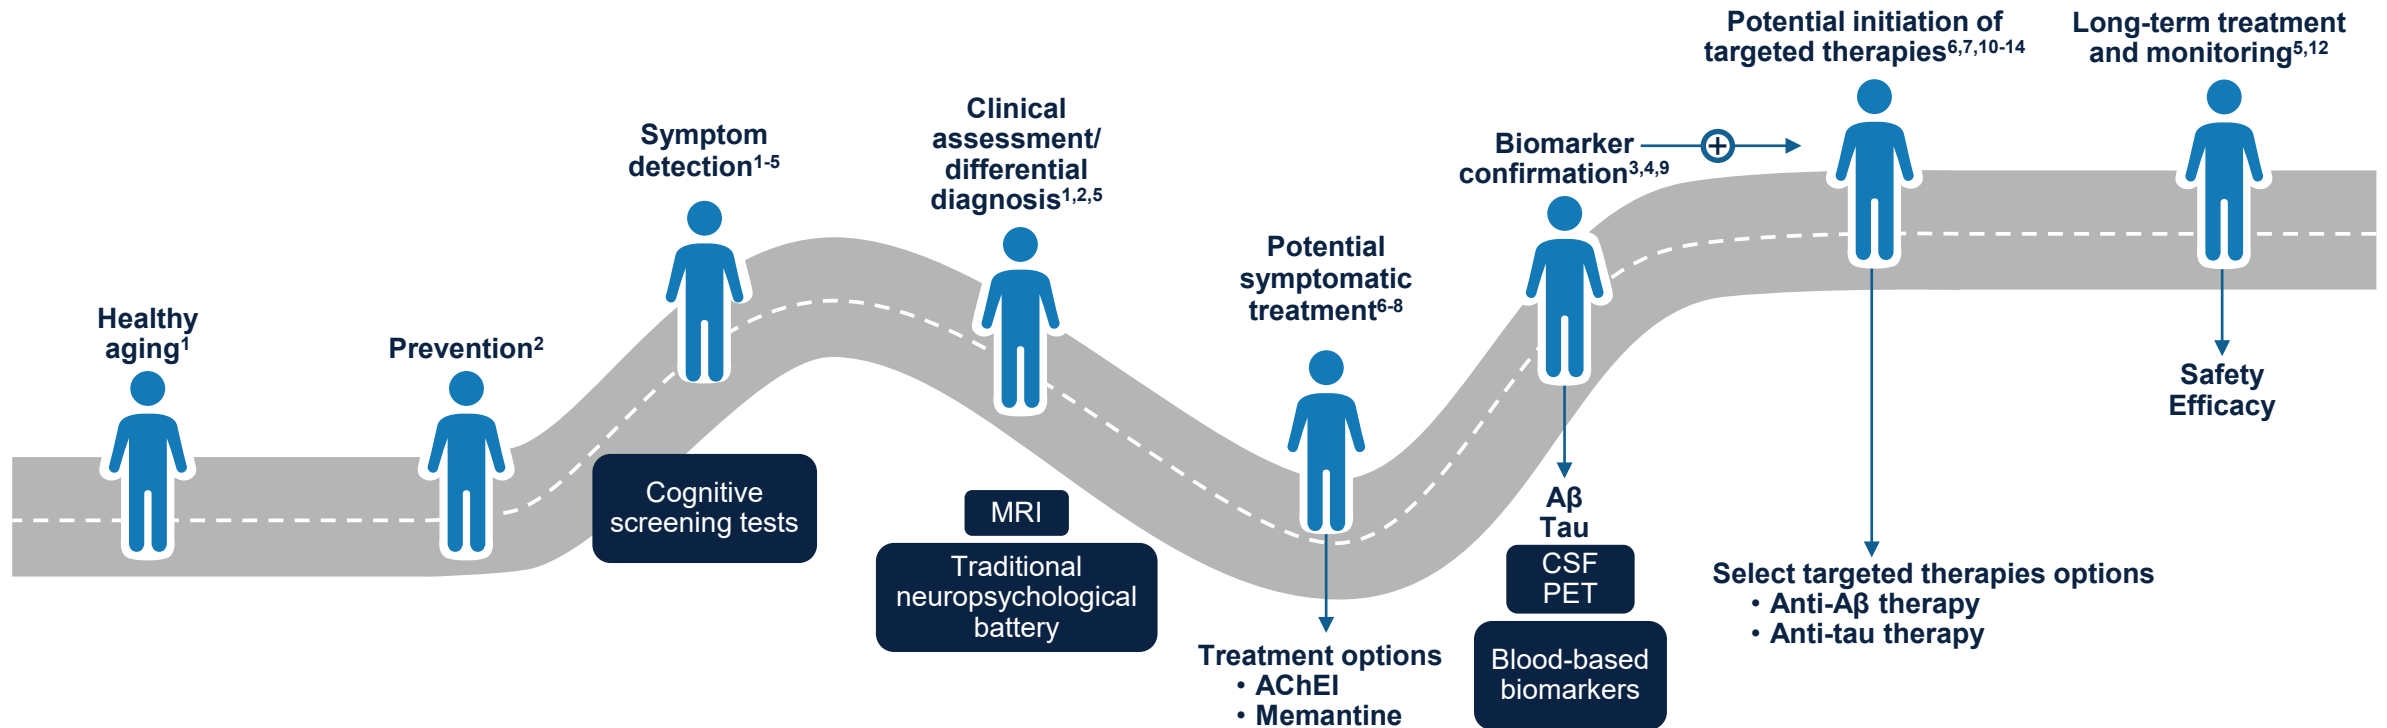 Healthy
aging1
Prevention2
Symptom
detection1-5
Cognitive
screening tests
Clinical
assessment/
differential
diagnosis1,2,5
MRI
Traditional
neuropsychological
battery
Potential
symptomatic
treatment6-8
Treatment options
• AChEI
• Memantine
Biomarker
confirmation3,4,9
Aβ
Tau
CSF
PET
Blood-based
biomarkers
Potential initiation of
targeted therapies6,7,10-14
Select targeted therapies options
• Anti-Aβ therapy
• Anti-tau therapy
Long-term treatment
and monitoring5,12
Safety
Efficacy